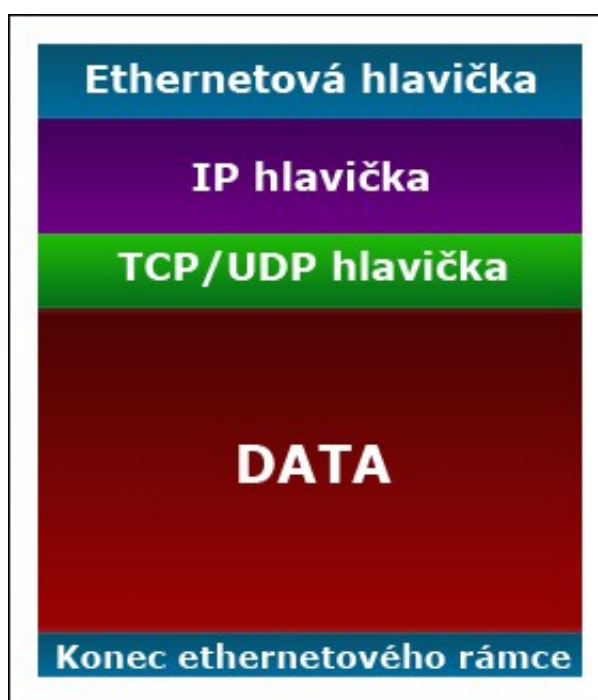 Ethernetová hlavička
IP hlavička
TCP/UDP hlavička
DATA
Konec ethernetového rámce